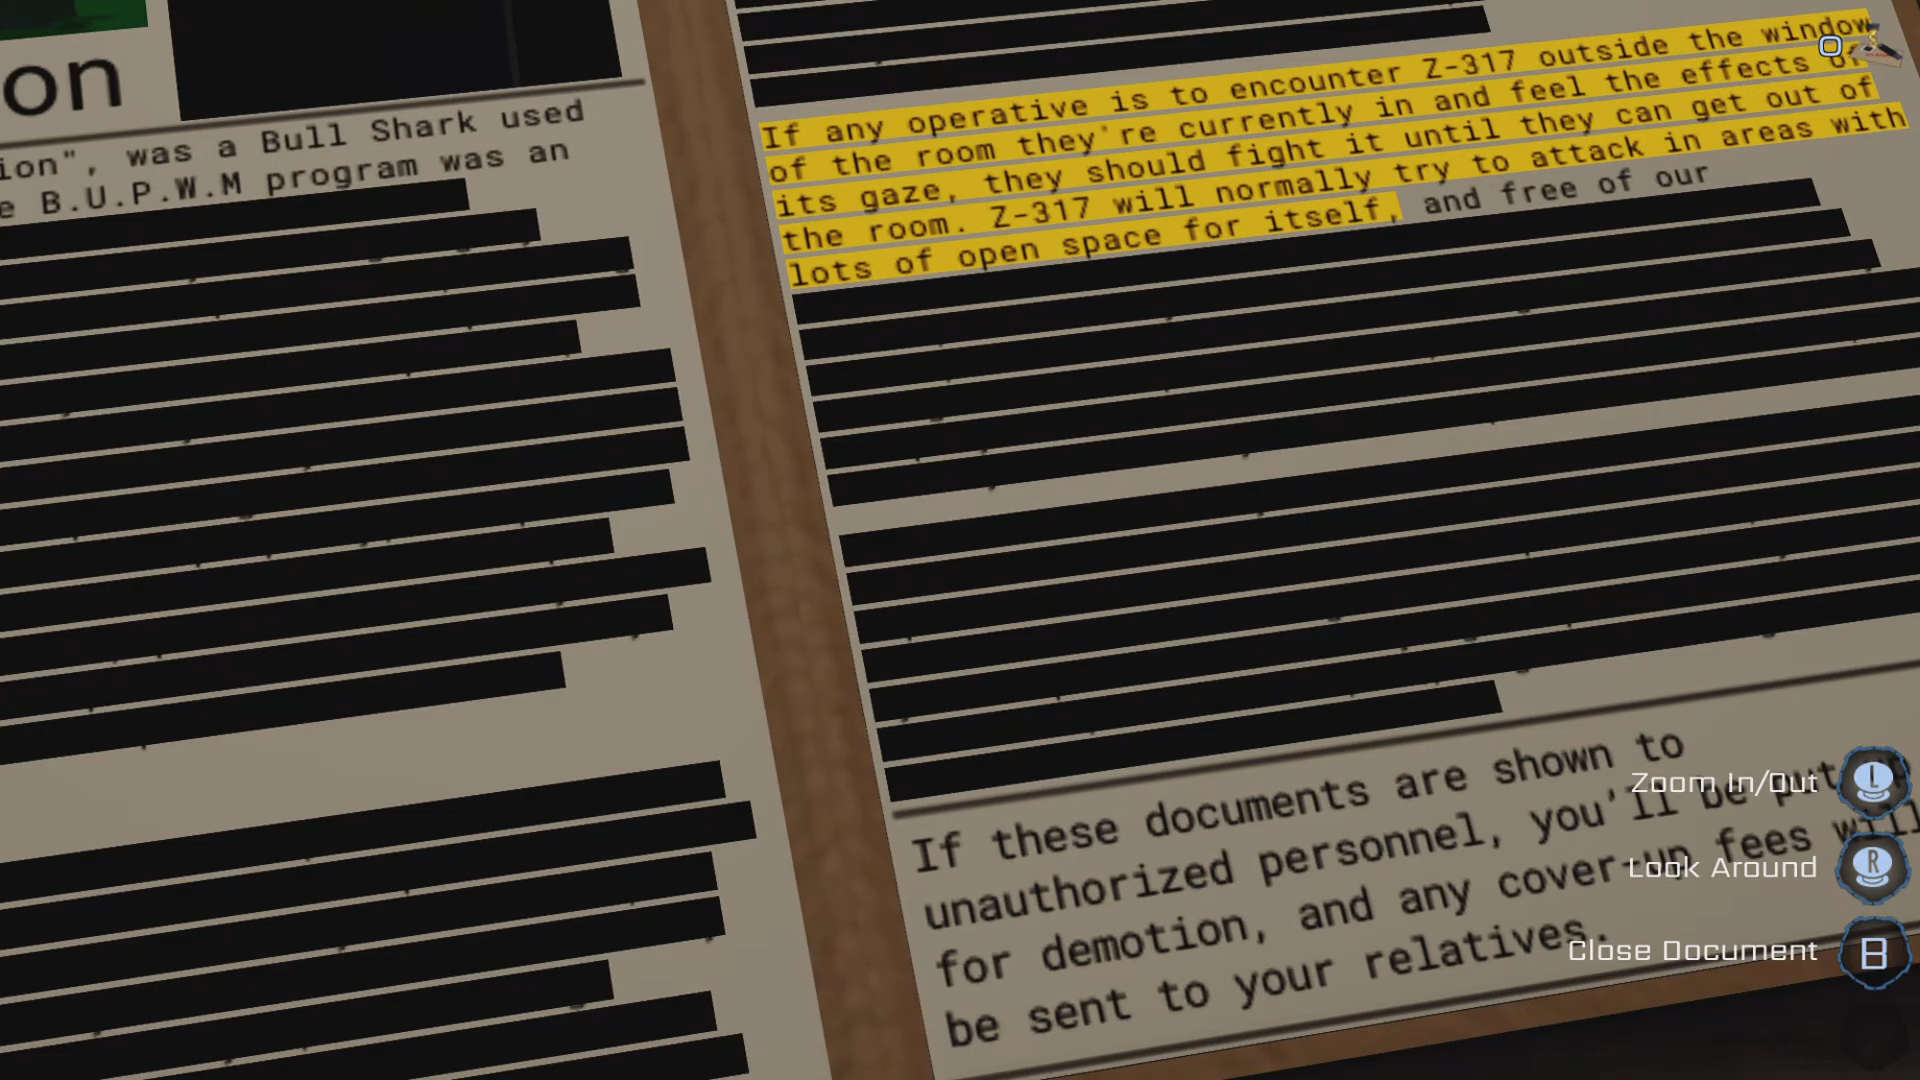 on
ion", was a Bull Shark used
e B.U.P.W.M program was an
If any operative is to encounter Z-317 outside the window
of the room they're currently in and feel the effects of
its gaze, they should fight it until they can get out of
the room. Z-317 will normally try to attack in areas with
lots of open space for itself, and free of our
If these documents are shown to
unauthorized personnel, you'll be put up
for demotion, and any cover-up fees will
be sent to your relatives.
Zoom In/Out L
Look Around R
Close Document B